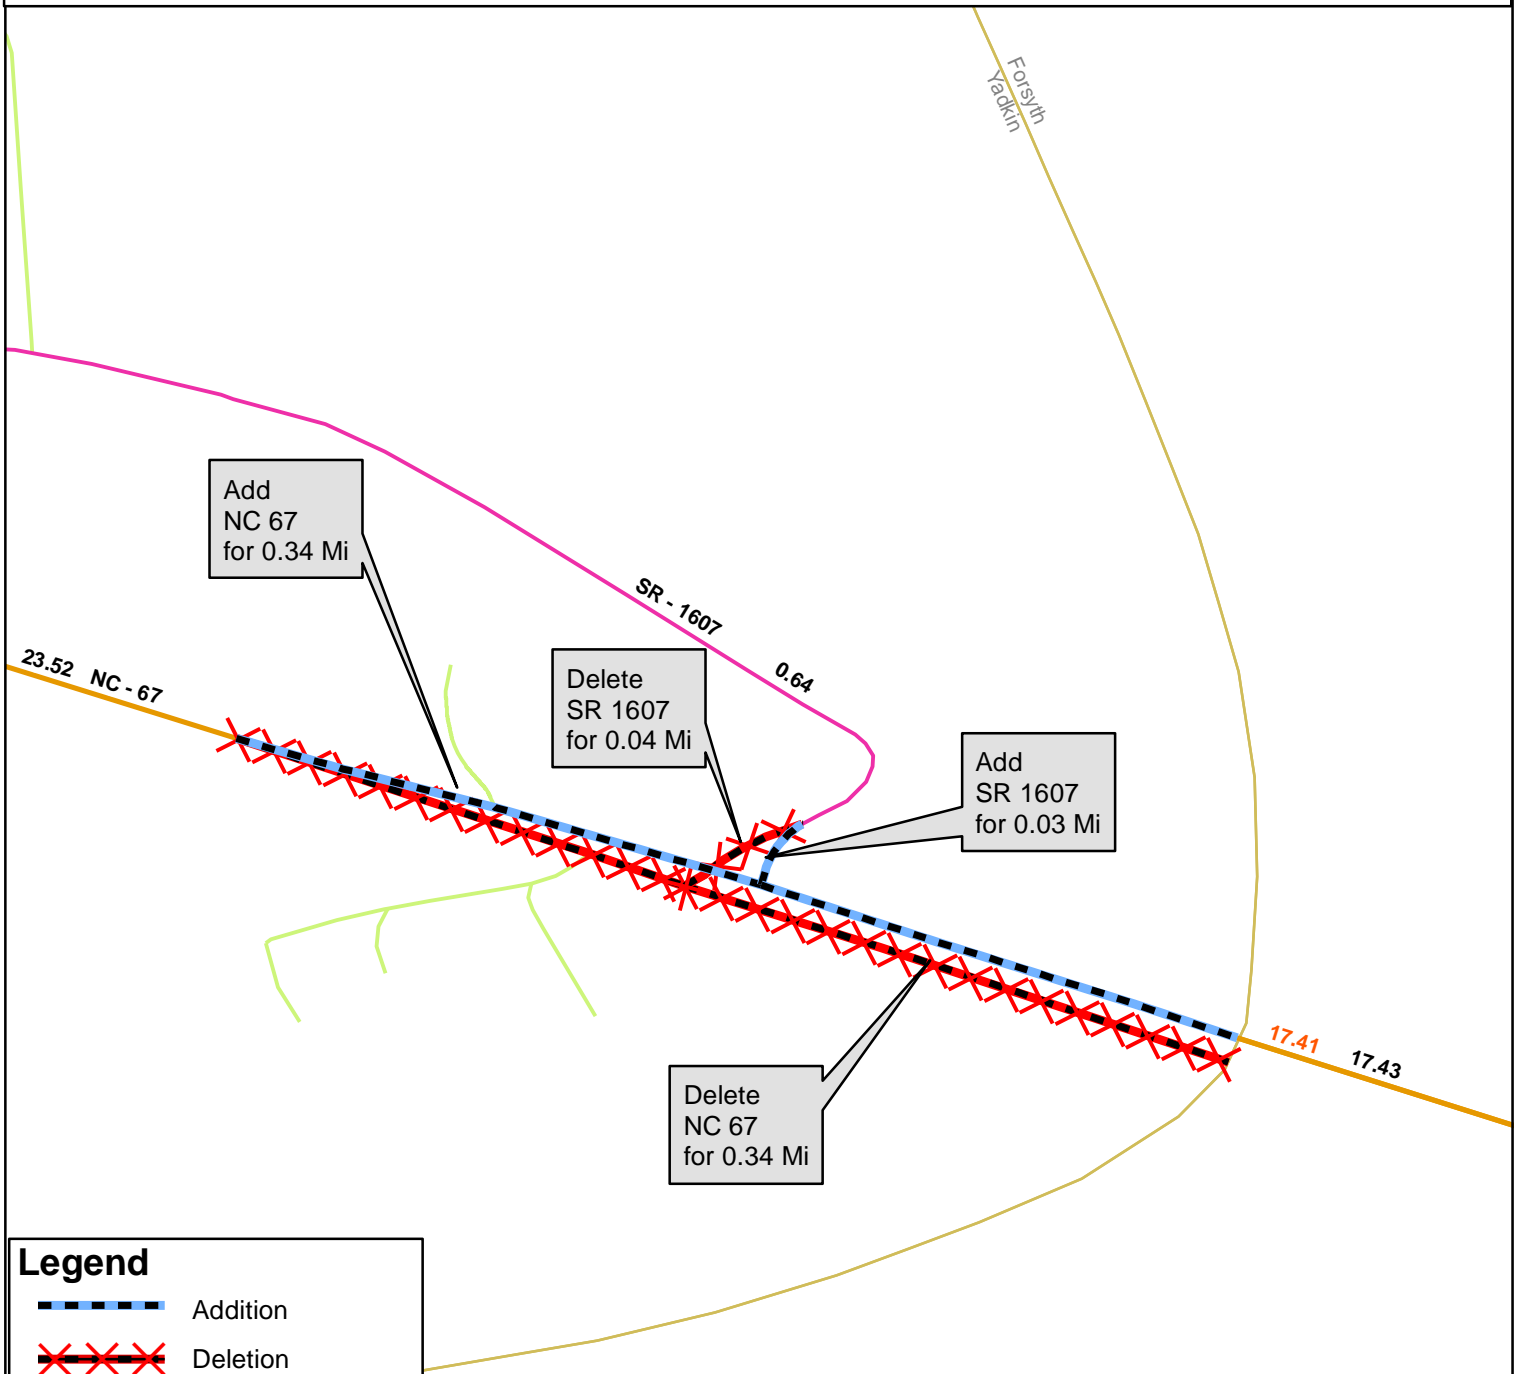 Forsyth
Yadkin
Add
NC 67
for 0.34 Mi
SR - 1607
0.64
23.52 NC - 67
Delete
SR 1607
for 0.04 Mi
Add
SR 1607
for 0.03 Mi
17.41
17.43
Delete
NC 67
for 0.34 Mi
Legend
Addition
Deletion